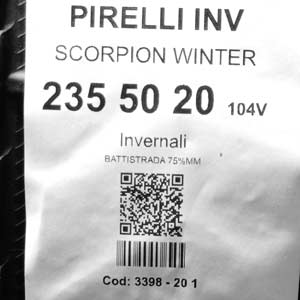 PIRELLI INV
SCORPION WINTER
235 50 20 104V
Invernali
BATTISTRADA 75%MM
Cod: 3398 - 20 1